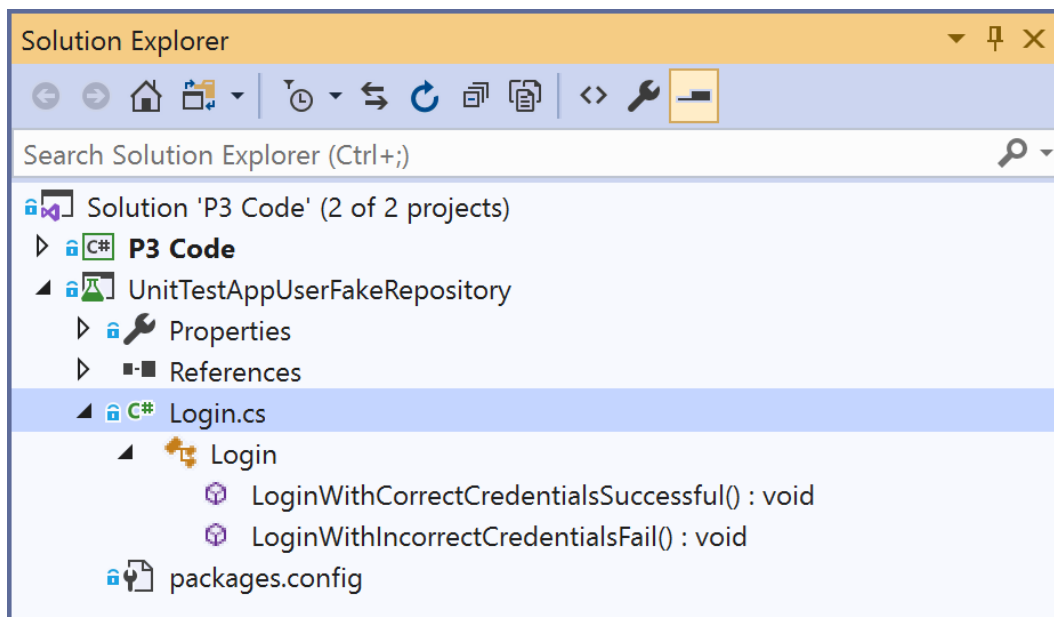 Solution Explorer
Search Solution Explorer (Ctrl+;)
Solution 'P3 Code' (2 of 2 projects)
C# P3 Code
UnitTestAppUserFakeRepository
Properties
References
C# Login.cs
Login
LoginWithCorrectCredentialsSuccessful() : void
LoginWithIncorrectCredentialsFail() : void
packages.config